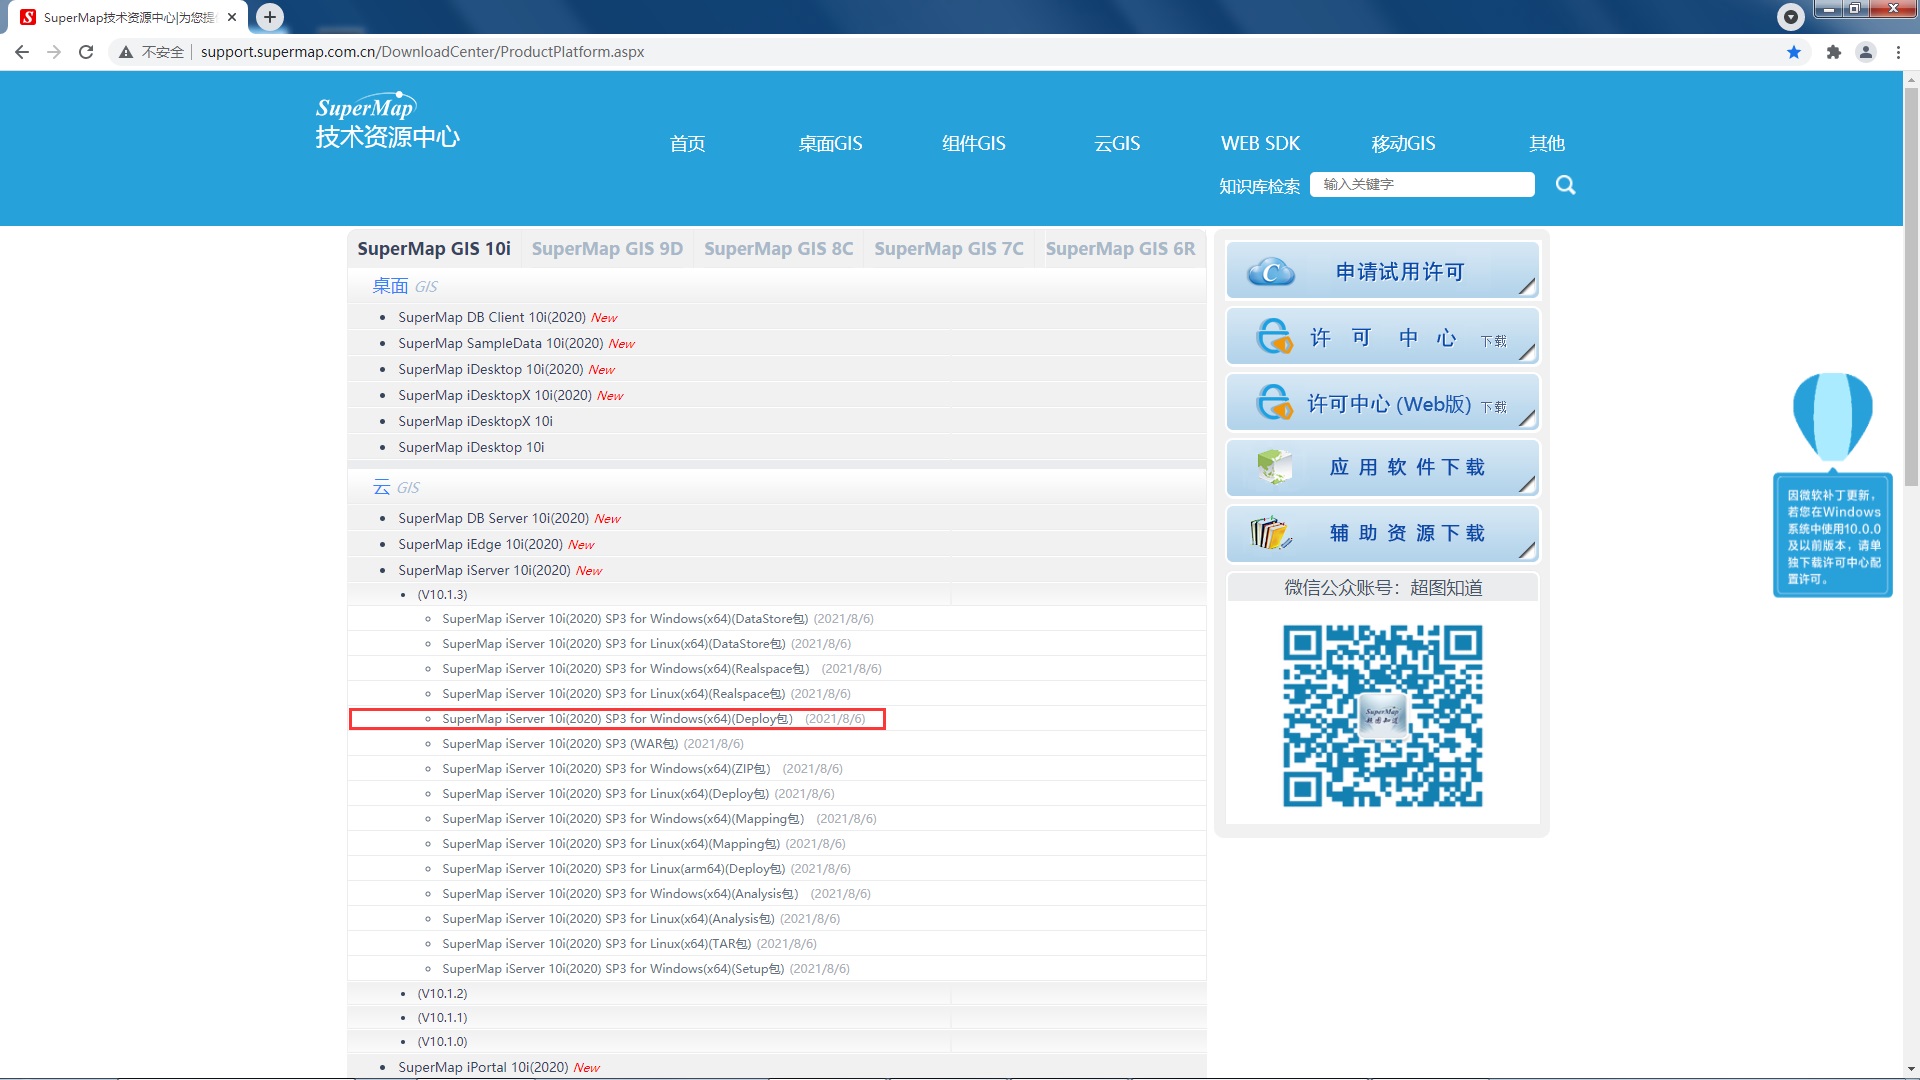 SuperMap技术资源中心|为您提
不安全
support.supermap.com.cn/DownloadCenter/ProductPlatform.aspx
SuperMap
技术资源中心
首页
桌面GIS
组件GIS
云GIS
WEB SDK
移动GIS
其他
知识库检索
输入关键字
SuperMap GIS 10i
SuperMap GIS 9D
SuperMap GIS 8C
SuperMap GIS 7C
SuperMap GIS 6R
桌面 GIS
SuperMap DB Client 10i(2020) New
SuperMap SampleData 10i(2020) New
SuperMap iDesktop 10i(2020) New
SuperMap iDesktopX 10i(2020) New
SuperMap iDesktopX 10i
SuperMap iDesktop 10i
云 GIS
SuperMap DB Server 10i(2020) New
SuperMap iEdge 10i(2020) New
SuperMap iServer 10i(2020) New
(V10.1.3)
SuperMap iServer 10i(2020) SP3 for Windows(x64)(DataStore包) (2021/8/6)
SuperMap iServer 10i(2020) SP3 for Linux(x64)(DataStore包) (2021/8/6)
SuperMap iServer 10i(2020) SP3 for Windows(x64)(Realspace包) (2021/8/6)
SuperMap iServer 10i(2020) SP3 for Linux(x64)(Realspace包) (2021/8/6)
SuperMap iServer 10i(2020) SP3 for Windows(x64)(Deploy包) (2021/8/6)
SuperMap iServer 10i(2020) SP3 (WAR包) (2021/8/6)
SuperMap iServer 10i(2020) SP3 for Windows(x64)(ZIP包) (2021/8/6)
SuperMap iServer 10i(2020) SP3 for Linux(x64)(Deploy包) (2021/8/6)
SuperMap iServer 10i(2020) SP3 for Windows(x64)(Mapping包) (2021/8/6)
SuperMap iServer 10i(2020) SP3 for Linux(x64)(Mapping包) (2021/8/6)
SuperMap iServer 10i(2020) SP3 for Linux(arm64)(Deploy包) (2021/8/6)
SuperMap iServer 10i(2020) SP3 for Windows(x64)(Analysis包) (2021/8/6)
SuperMap iServer 10i(2020) SP3 for Linux(x64)(Analysis包) (2021/8/6)
SuperMap iServer 10i(2020) SP3 for Linux(x64)(TAR包) (2021/8/6)
SuperMap iServer 10i(2020) SP3 for Windows(x64)(Setup包) (2021/8/6)
(V10.1.2)
(V10.1.1)
(V10.1.0)
SuperMap iPortal 10i(2020) New
申请试用许可
许可中心 下载
许可中心 (Web版) 下载
应用软件下载
辅助资源下载
微信公众账号：超图知道
SuperMap
超图知道
因微软补丁更新，
若您在Windows
系统中使用10.0.0
及以前版本，请单
独下载许可中心配
置许可。